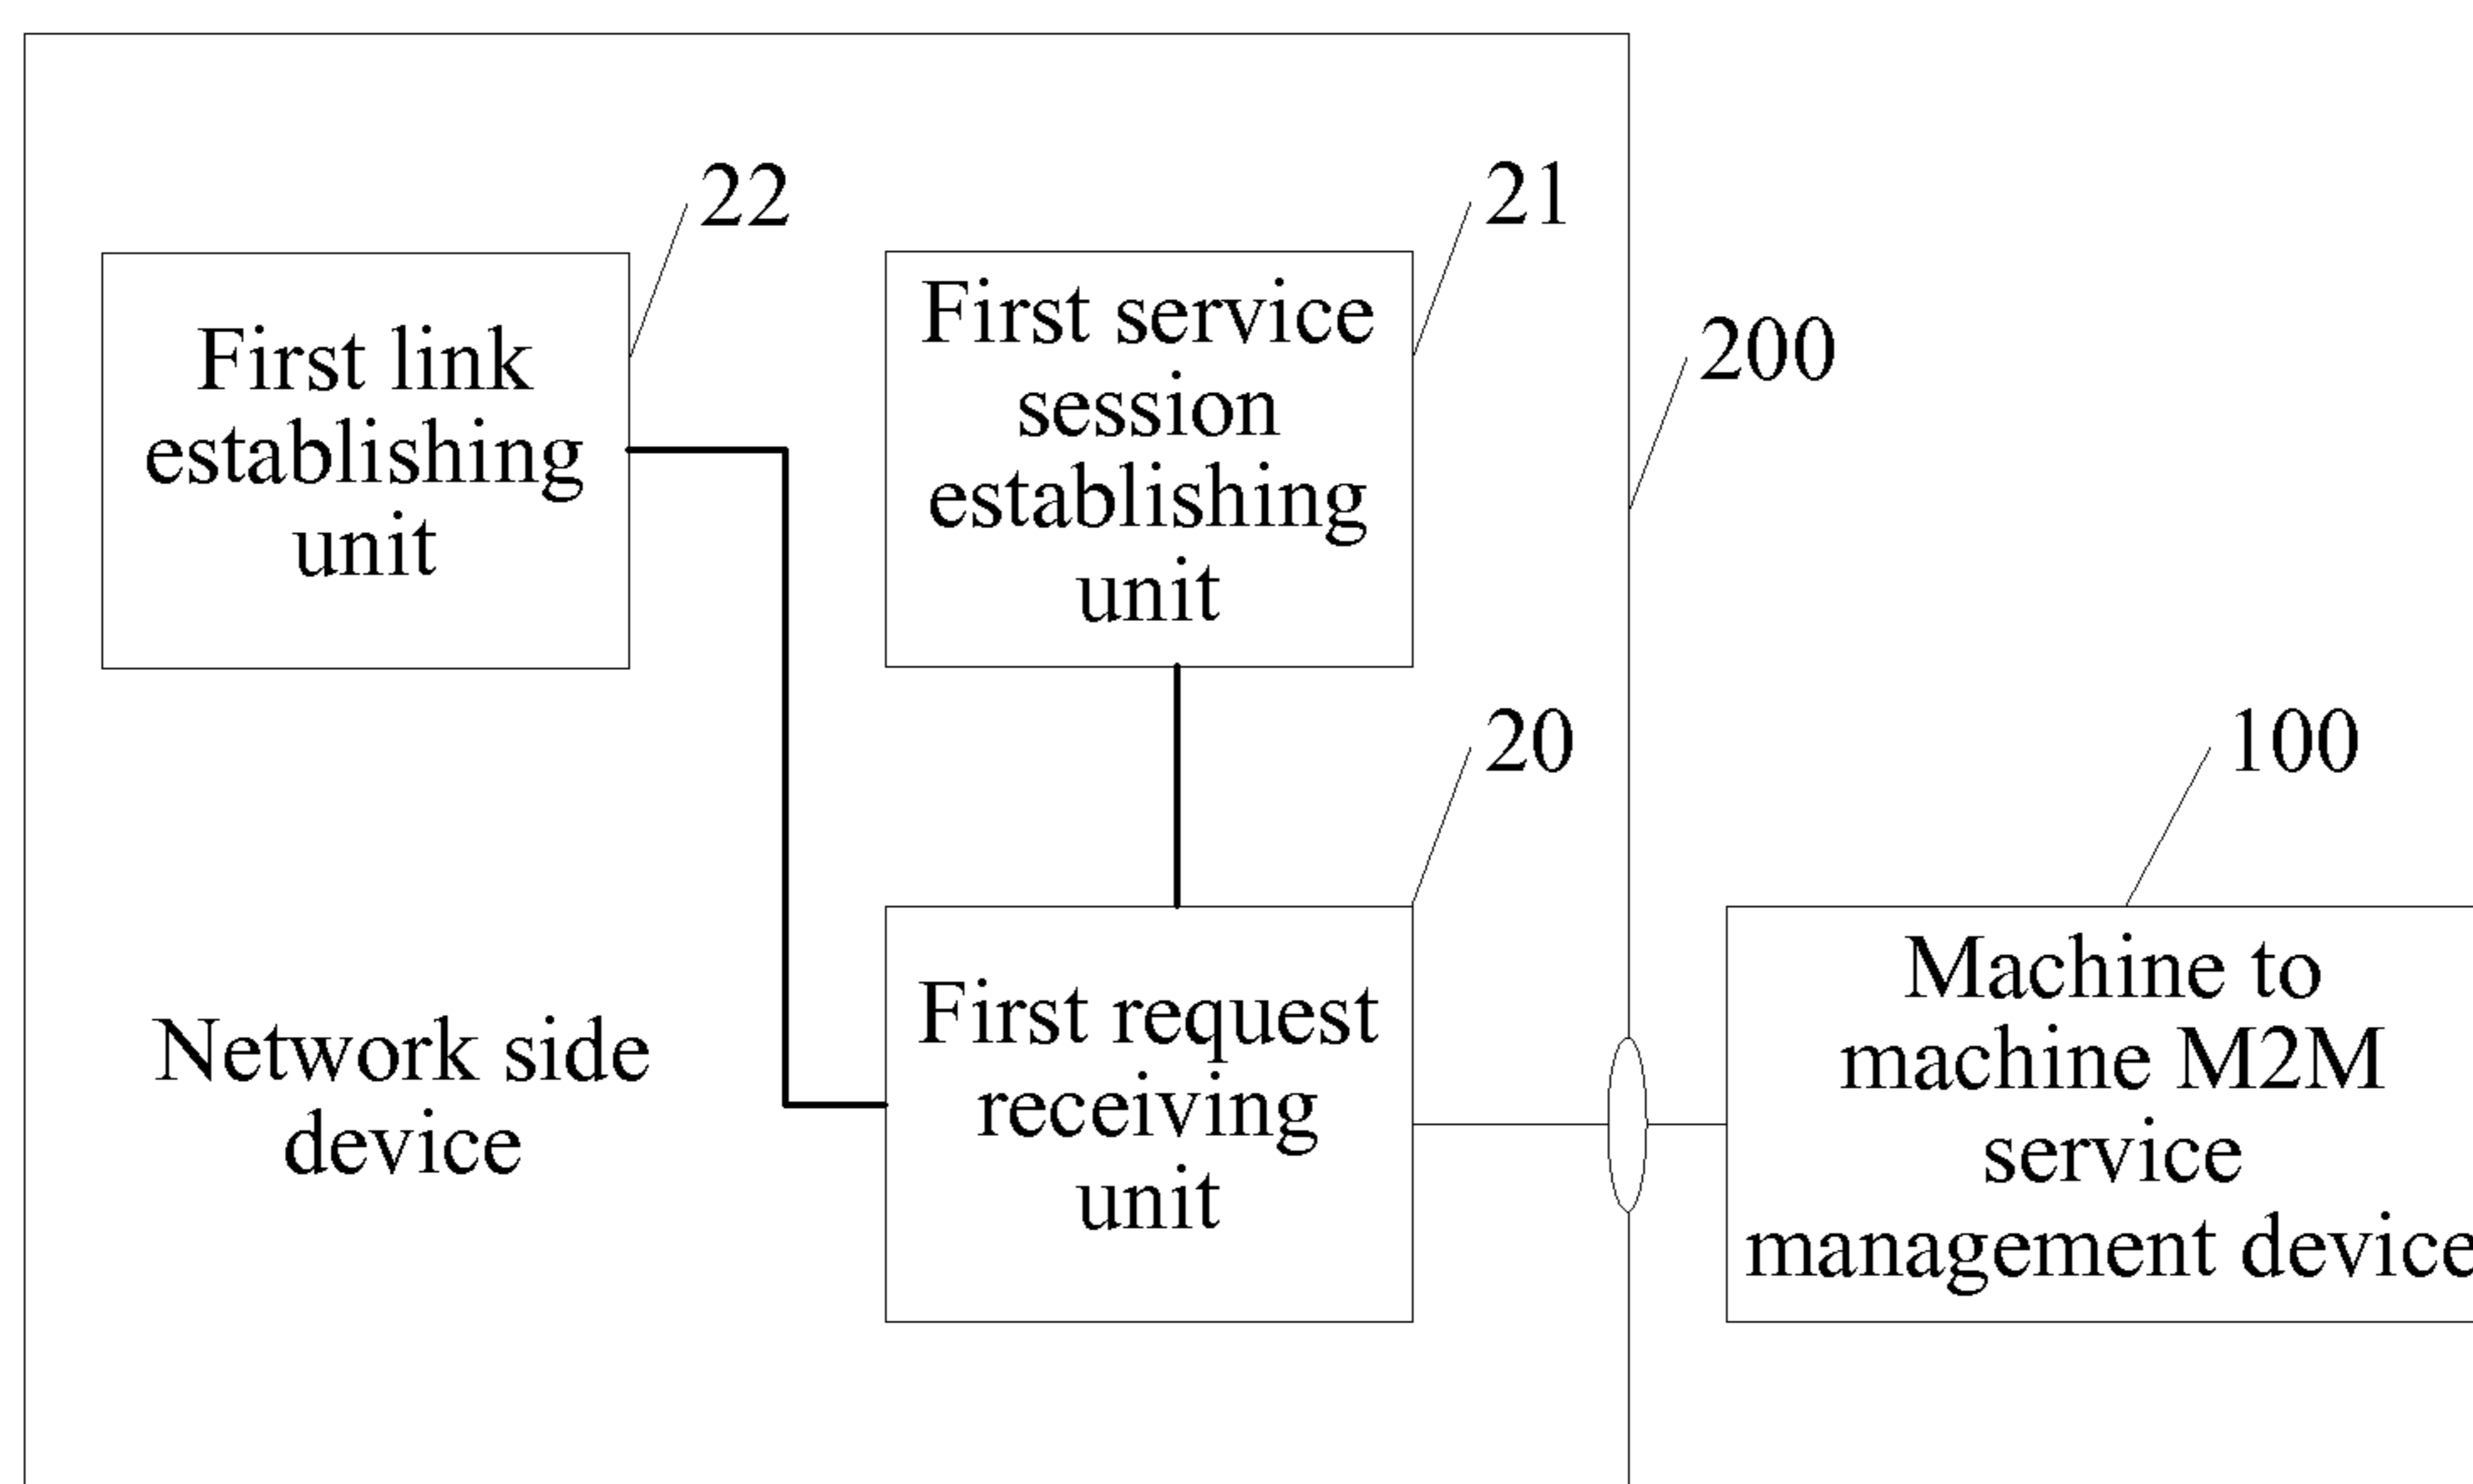 22
21
First link
establishing
unit
First service
session
establishing
unit
200
20
100
Network side
device
First request
receiving
unit
Machine to
machine M2M
service
management device